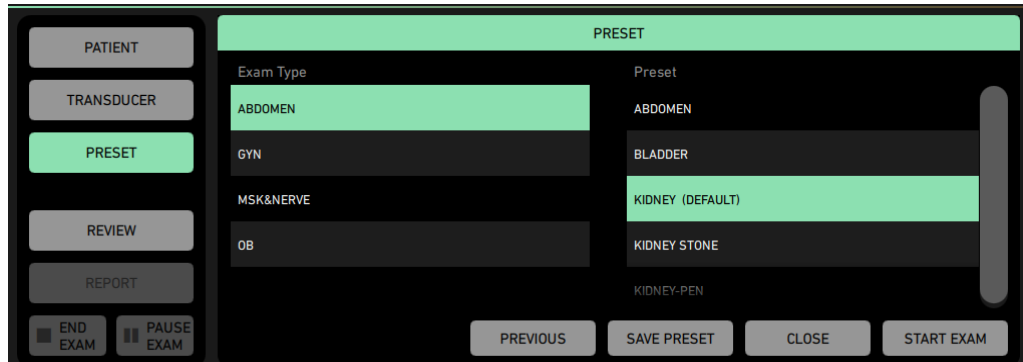 PATIENT
TRANSDUCER
PRESET
REVIEW
REPORT
END
EXAM
PAUSE
EXAM
PRESET
Exam Type
ABDOMEN
GYN
MSK&NERVE
OB
Preset
ABDOMEN
BLADDER
KIDNEY (DEFAULT)
KIDNEY STONE
KIDNEY-PEN
PREVIOUS
SAVE PRESET
CLOSE
START EXAM